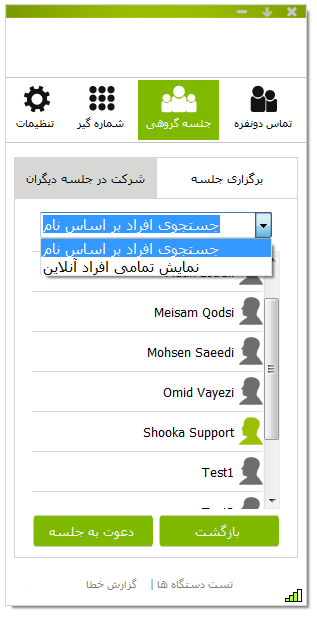 تماس دونفره
جلسه گروهی
شماره گیر
تنظیمات
برگزاری جلسه
شرکت در جلسه دیگران
جستجوی افراد بر اساس نام
جستجوی افراد بر اساس نام
نمایش تمامی افراد آنلاین
Meisam Qodsi
Mohsen Saeedi
Omid Vayezi
Shooka Support
Test1
بازگشت
دعوت به جلسه
تست دستگاه ها | گزارش خطا